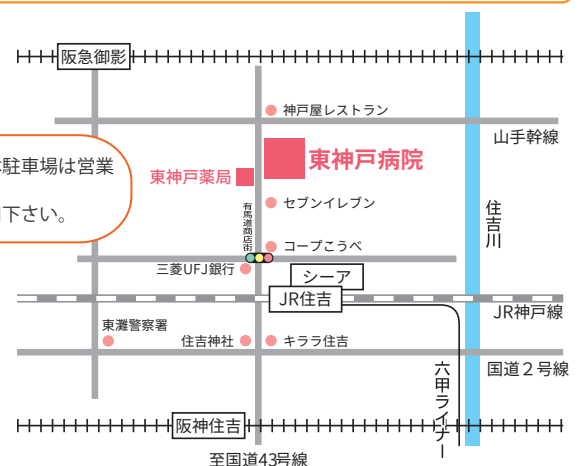 阪急御影
神戸屋レストラン
山手幹線
駐車場は営業
東神戸病院
東神戸薬局
下さい。
セブンイレブン
有馬道商店街
住吉川
コープこうべ
三菱UFJ銀行
シーア
JR住吉
JR神戸線
東灘警察署
住吉神社
キララ住吉
国道２号線
六甲ライナー
阪神住吉
至国道43号線